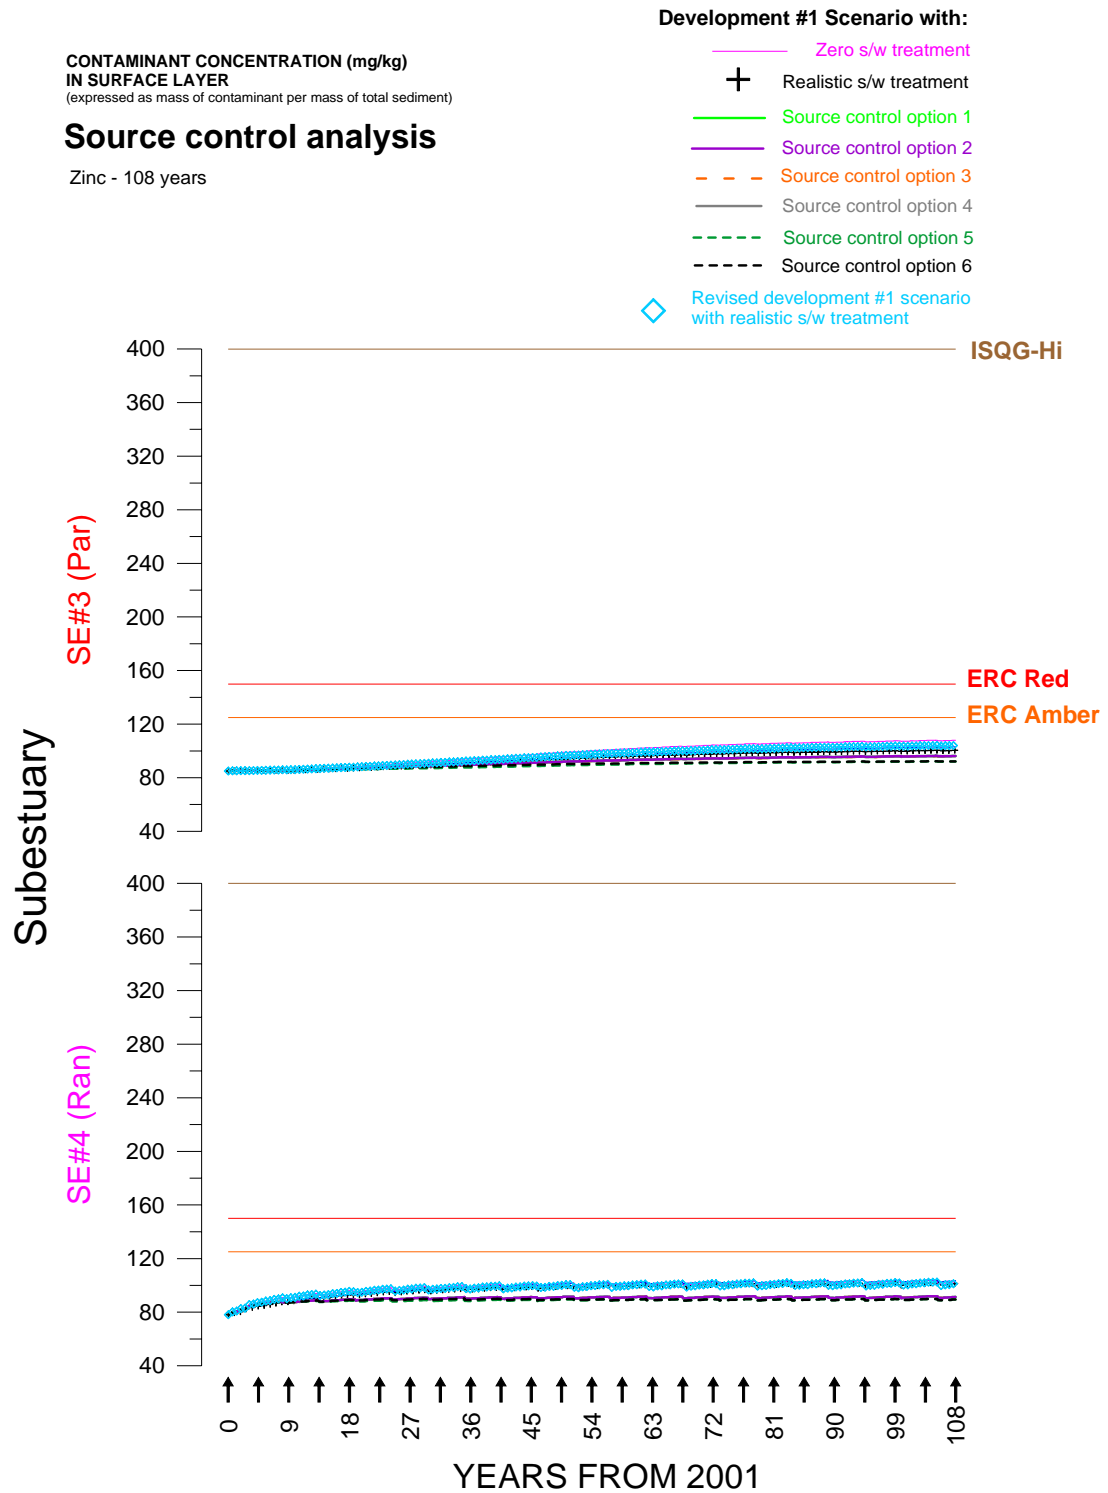 Development #1 Scenario with:
CONTAMINANT CONCENTRATION (mg/kg)
IN SURFACE LAYER
(expressed as mass of contaminant per mass of total sediment)
Source control analysis
Zinc - 108 years
Zero s/w treatment
Realistic s/w treatment
Source control option 1
Source control option 2
Source control option 3
Source control option 4
Source control option 5
Source control option 6
Revised development #1 scenario
with realistic s/w treatment
400
360
320
280
240
200
160
120
80
40
ISQG-Hi
ERC Red
ERC Amber
SE#3 (Par)
Subestuary
400
360
320
280
240
200
160
120
80
40
SE#4 (Ran)
0
9
18
27
36
45
54
63
72
81
90
99
108
YEARS FROM 2001